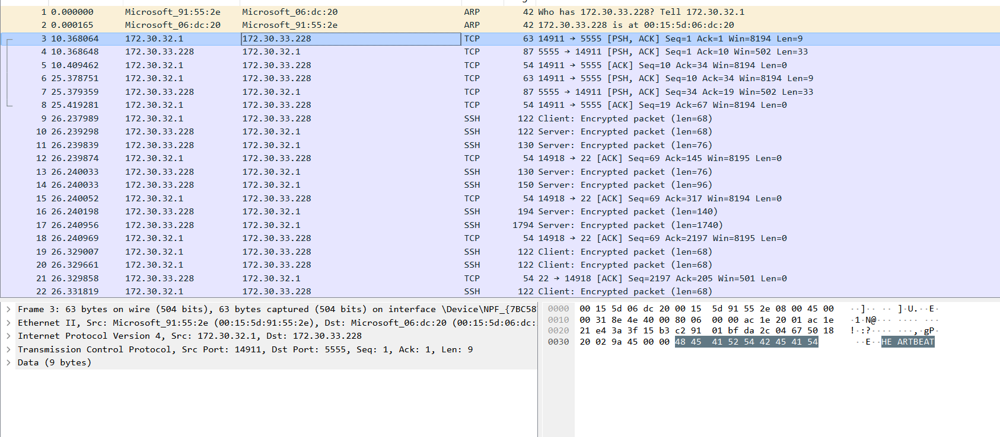 1 0.000000 Microsoft_91:55:2e Microsoft_06:dc:20 ARP 42 Who has 172.30.33.228? Tell 172.30.32.1
2 0.000165 Microsoft_06:dc:20 Microsoft_91:55:2e ARP 42 172.30.33.228 is at 00:15:5d:06:dc:20
3 10.368064 172.30.32.1 172.30.33.228 TCP 63 14911 → 5555 [PSH, ACK] Seq=1 Ack=1 Win=8194 Len=9
4 10.368648 172.30.33.228 172.30.32.1 TCP 87 5555 → 14911 [PSH, ACK] Seq=1 Ack=10 Win=502 Len=33
5 10.409462 172.30.32.1 172.30.33.228 TCP 54 14911 → 5555 [ACK] Seq=10 Ack=34 Win=8194 Len=0
6 25.378751 172.30.32.1 172.30.33.228 TCP 63 14911 → 5555 [PSH, ACK] Seq=10 Ack=34 Win=8194 Len=9
7 25.379359 172.30.33.228 172.30.32.1 TCP 87 5555 → 14911 [PSH, ACK] Seq=34 Ack=19 Win=502 Len=33
8 25.419281 172.30.32.1 172.30.33.228 TCP 54 14911 → 5555 [ACK] Seq=19 Ack=67 Win=8194 Len=0
9 26.237989 172.30.32.1 172.30.33.228 SSH 122 Client: Encrypted packet (len=68)
10 26.239298 172.30.33.228 172.30.32.1 SSH 122 Server: Encrypted packet (len=68)
11 26.239839 172.30.33.228 172.30.32.1 SSH 130 Server: Encrypted packet (len=76)
12 26.239874 172.30.32.1 172.30.33.228 TCP 54 14918 → 22 [ACK] Seq=69 Ack=145 Win=8195 Len=0
13 26.240033 172.30.33.228 172.30.32.1 SSH 130 Server: Encrypted packet (len=76)
14 26.240033 172.30.33.228 172.30.32.1 SSH 150 Server: Encrypted packet (len=96)
15 26.240052 172.30.32.1 172.30.33.228 TCP 54 14918 → 22 [ACK] Seq=69 Ack=317 Win=8194 Len=0
16 26.240198 172.30.33.228 172.30.32.1 SSH 194 Server: Encrypted packet (len=140)
17 26.240956 172.30.33.228 172.30.32.1 SSH 1794 Server: Encrypted packet (len=1740)
18 26.240969 172.30.32.1 172.30.33.228 TCP 54 14918 → 22 [ACK] Seq=69 Ack=2197 Win=8195 Len=0
19 26.329007 172.30.32.1 172.30.33.228 SSH 122 Client: Encrypted packet (len=68)
20 26.329661 172.30.32.1 172.30.33.228 SSH 122 Client: Encrypted packet (len=68)
21 26.329858 172.30.33.228 172.30.32.1 TCP 54 22 → 14918 [ACK] Seq=2197 Ack=205 Win=501 Len=0
22 26.331819 172.30.32.1 172.30.33.228 SSH 122 Client: Encrypted packet (len=68)
Frame 3: 63 bytes on wire (504 bits), 63 bytes captured (504 bits) on interface \Device\NPF_{7BC58
Ethernet II, Src: Microsoft_91:55:2e (00:15:5d:91:55:2e), Dst: Microsoft_06:dc:20 (00:15:5d:06:dc:
Internet Protocol Version 4, Src: 172.30.32.1, Dst: 172.30.33.228
Transmission Control Protocol, Src Port: 14911, Dst Port: 5555, Seq: 1, Ack: 1, Len: 9
Data (9 bytes)
0000 00 15 5d 06 dc 20 00 15 5d 91 55 2e 08 00 45 00 ··]·· ·· ]·U.··E·
0010 00 31 8e 4e 40 00 80 06 00 00 ac 1e 20 01 ac 1e ·1·N@··· ···· ···
0020 21 e4 3a 3f 15 b3 c2 91 01 bf da 2c 04 67 50 18 !·:?···· ···,·gP·
0030 20 02 9a 45 00 00 48 45 41 52 54 42 45 41 54 ··E··HE ARTBEAT